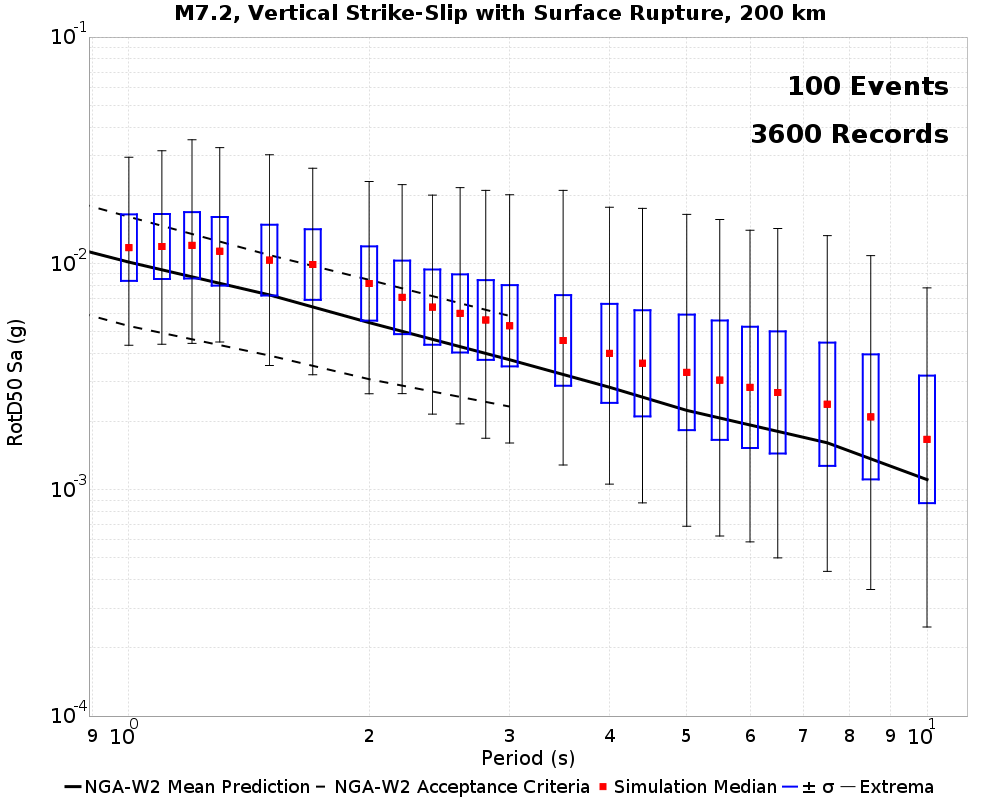 M7.2, Vertical Strike-Slip with Surface Rupture, 200 km
100 Events
3600 Records
RotD50 Sa (g)
10-1
10-2
10-3
10-4
9 100 2 3 4 5 6 7 8 9 101
Period (s)
NGA-W2 Mean Prediction NGA-W2 Acceptance Criteria Simulation Median ± σ Extrema